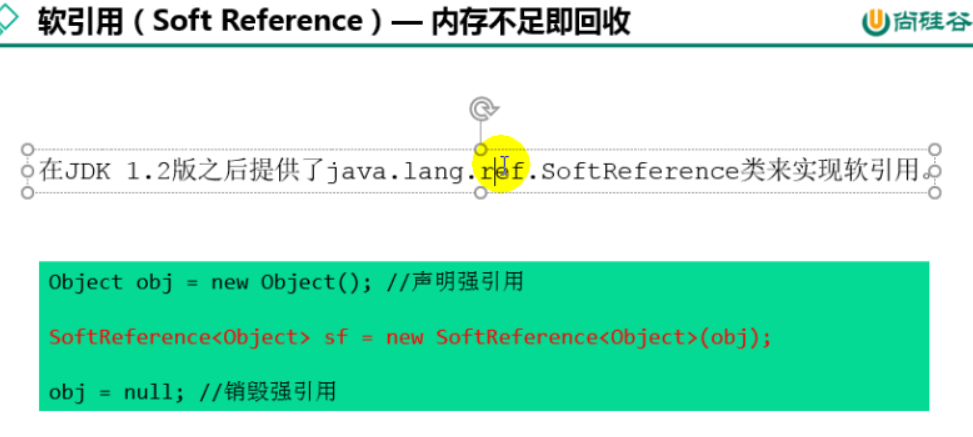 软引用（Soft Reference）— 内存不足即回收
尚硅谷
在JDK 1.2版之后提供了java.lang.ref.SoftReference类来实现软引用。
Object obj = new Object(); //声明强引用
SoftReference<Object> sf = new SoftReference<Object>(obj);
obj = null; //销毁强引用